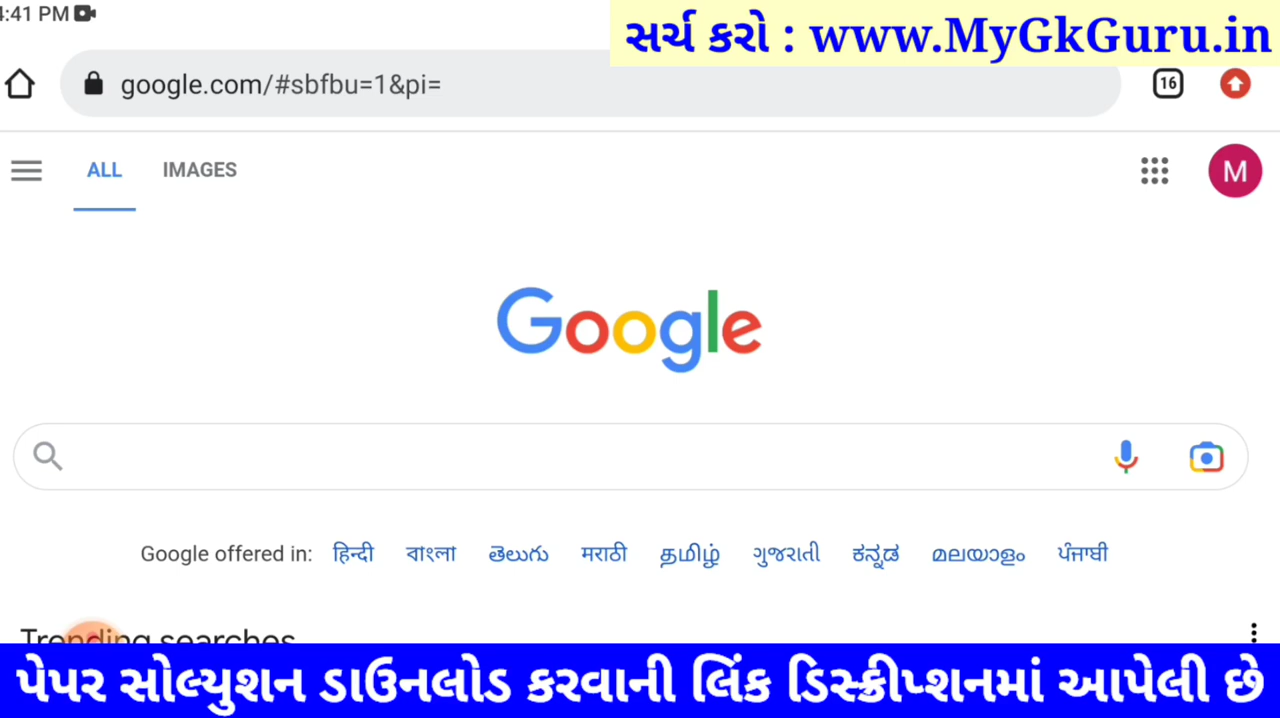 4:41 PM
સર્ચ કરો : www.MyGkGuru.in
google.com/#sbfbu=1&pi=
16
ALL IMAGES
M
Google
Google offered in: हिन्दी বাংলা తెలుగు मराठी தமிழ் ગુજરાતી ಕನ್ನಡ മലയാളം ਪੰਜਾਬੀ
Trending searches
પેપર સોલ્યુશન ડાઉનલોડ કરવાની લિંક ડિસ્ક્રીપ્શનમાં આપેલી છે